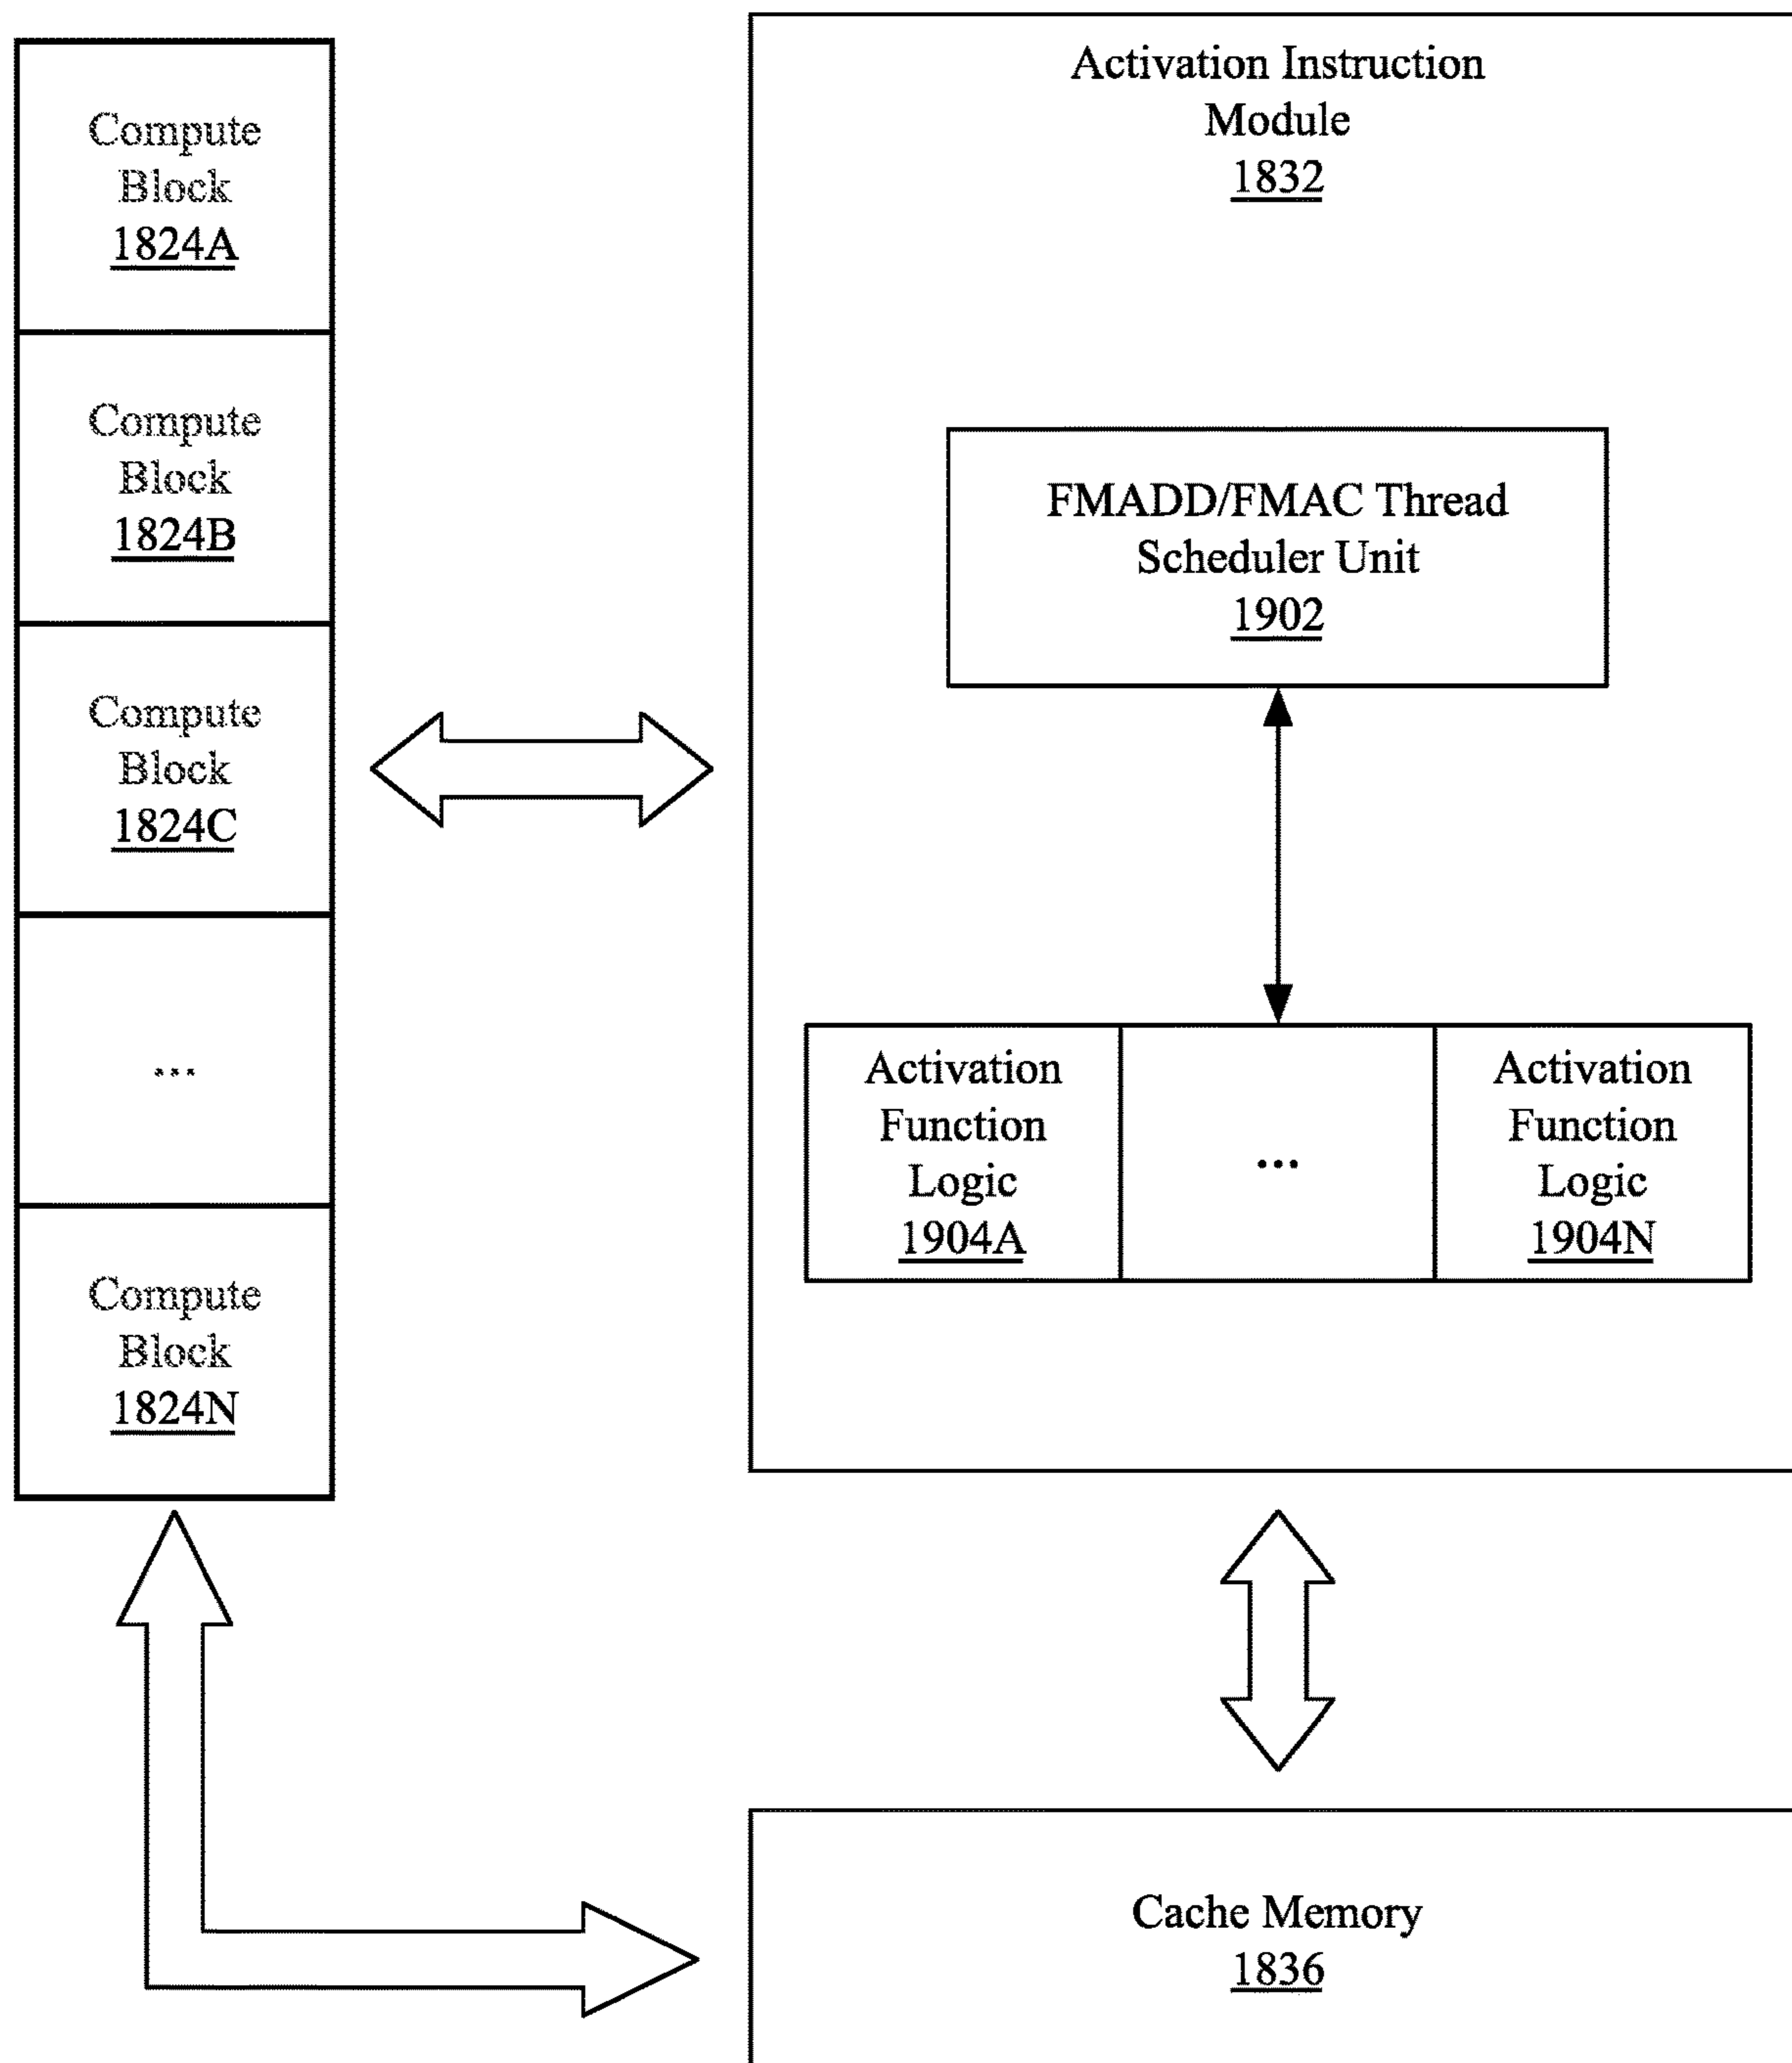 Compute
Block
1824A
Compute
Block
1824B
Compute
Block
1824C
...
Compute
Block
1824N
Activation Instruction
Module
1832
FMADD/FMAC Thread
Scheduler Unit
1902
Activation
Function
Logic
1904A
...
Activation
Function
Logic
1904N
Cache Memory
1836